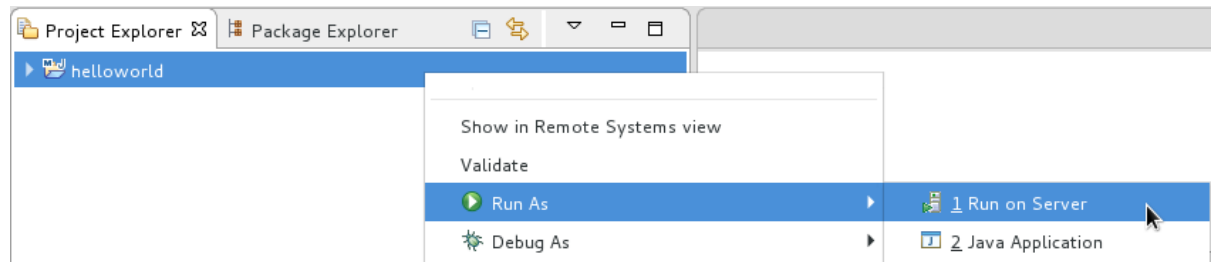 Project Explorer Package Explorer
helloworld
Show in Remote Systems view
Validate
Run As 1 Run on Server
Debug As 2 Java Application